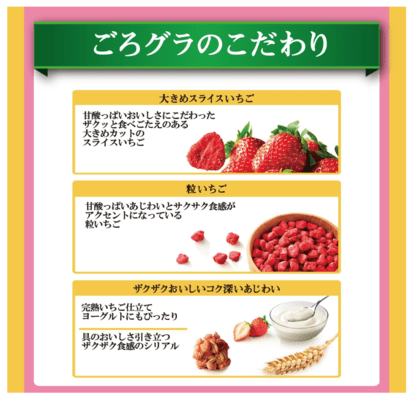 ごろグラのこだわり
大きめスライスいちご
甘酸っぱいおいしさにこだわった
ザクッと食べごたえのある
大きめカットの
スライスいちご
粒いちご
甘酸っぱいあじわいとサクサク食感が
アクセントになっている
粒いちご
ザクザクおいしいコク深いあじわい
完熟いちご仕立て
ヨーグルトにもぴったり
具のおいしさ引き立つ
ザクザク食感のシリアル